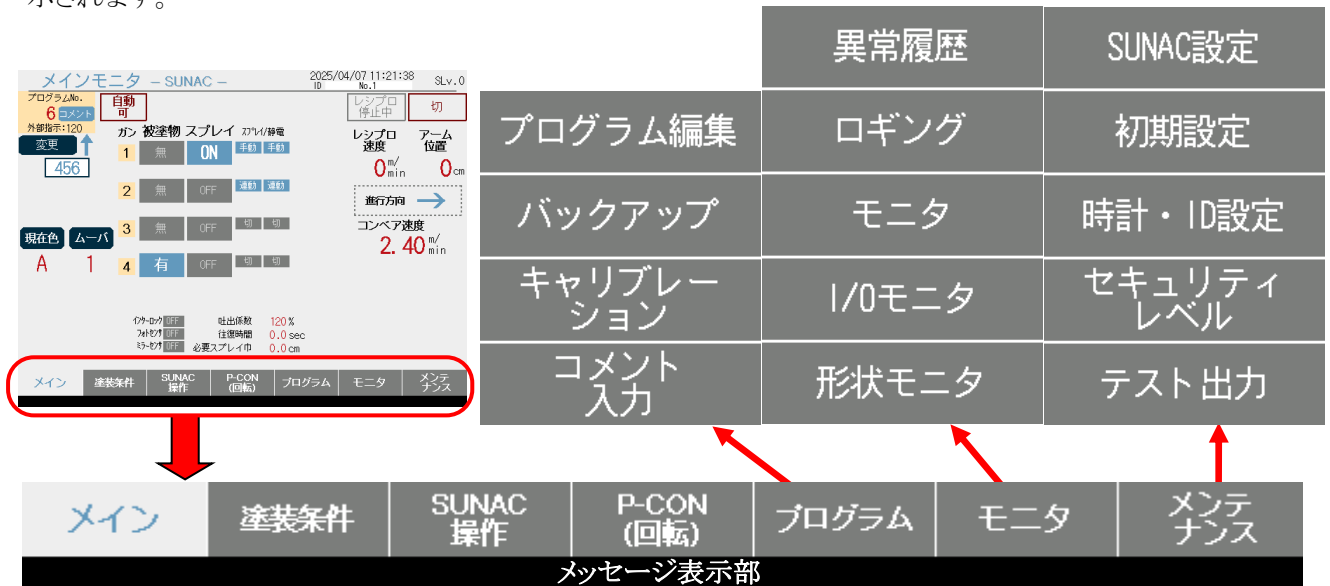 示されます。
メインモニタ － SUNAC －
2025/04/07 11:21:38
SLv.0
ID
No.1
プログラムNo.
6
コメント
自動
可
レシプロ
停止中
切
外部指示:120
変更
456
ガン 被塗物 スプレイ ｽﾌﾟﾚｲ/静電
1 無 ON 手動 手動
2 無 OFF 連動 連動
3 無 OFF 切 切
4 有 OFF 切 切
レシプロ
速度
アーム
位置
0 m/min
0 cm
進行方向
コンベア速度
2.40 m/min
現在色 ムーバ
A 1
ｲﾝﾀｰﾛｯｸ OFF 吐出係数 120 %
ﾌｫﾄｾﾝｻ OFF 往復時間 0.0 sec
ﾐﾗｰｾﾝｻ OFF 必要スプレイ巾 0.0 cm
メイン
塗装条件
SUNAC
操作
P-CON
(回転)
プログラム
モニタ
メンテ
ナンス
プログラム編集
バックアップ
キャリブレー
ション
コメント
入力
異常履歴
ロギング
モニタ
I/Oモニタ
形状モニタ
SUNAC設定
初期設定
時計・ID設定
セキュリティ
レベル
テスト出力
メイン
塗装条件
SUNAC
操作
P-CON
(回転)
プログラム
モニタ
メンテ
ナンス
メッセージ表示部